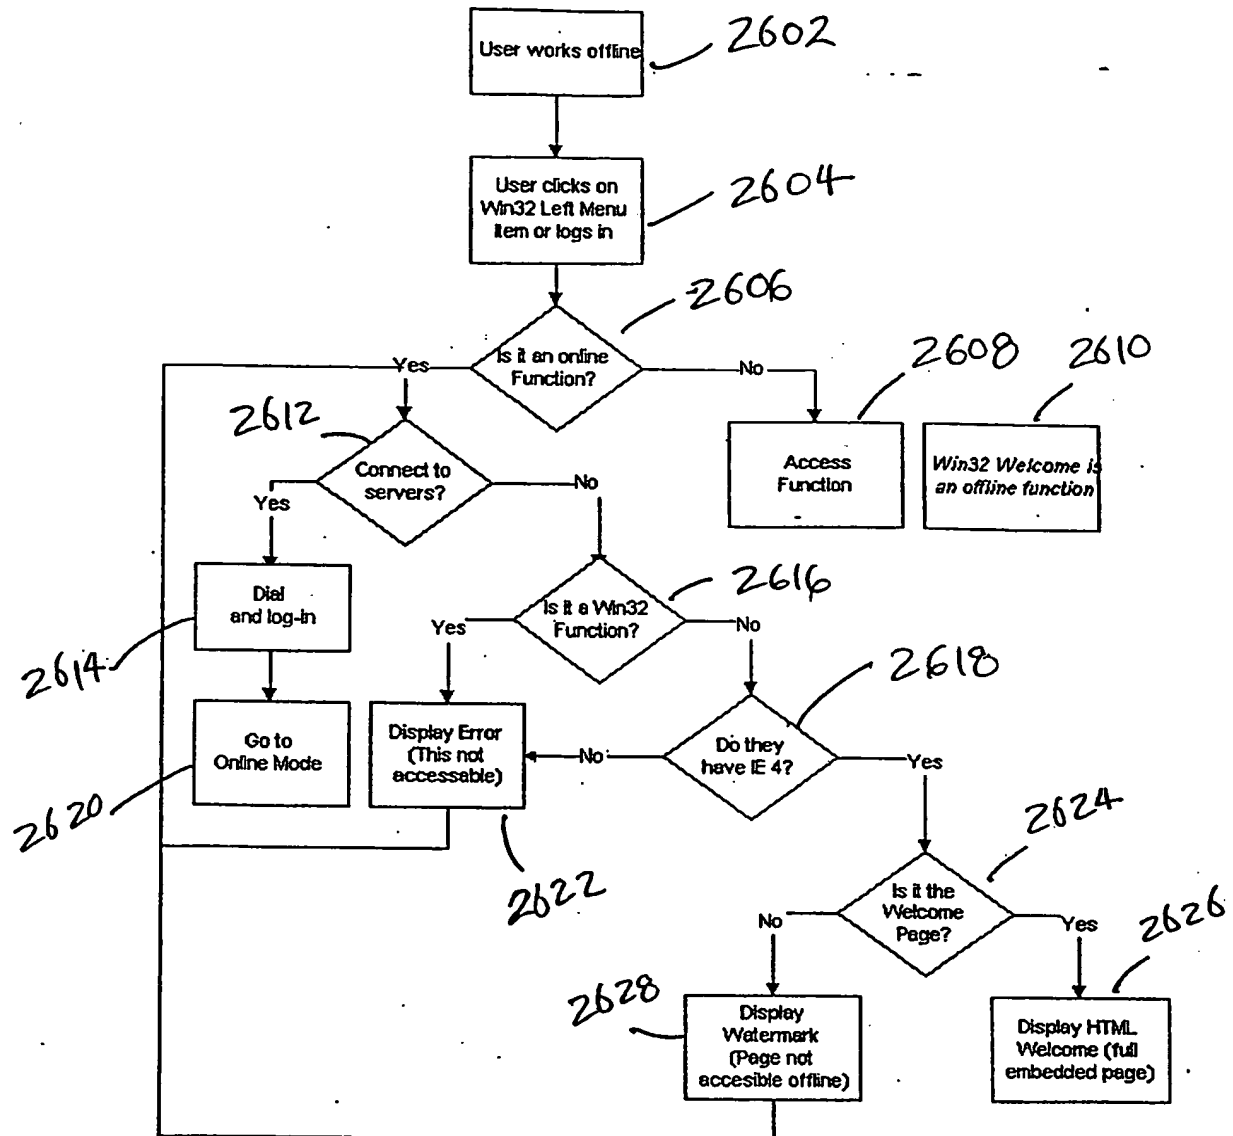 User works offline
2602
User clicks on
Win32 Left Menu
Item or logs in
2604
2606
Is it an online
Function?
Yes
No
2608
2610
2612
Access
Function
Win32 Welcome is
an offline function
Connect to
servers?
Yes
No
Dial
and log-in
2614
2616
Is it a Win32
Function?
Yes
No
2618
Go to
Online Mode
2620
Display Error
(This not
accessable)
2622
Do they
have IE 4?
No
Yes
2624
Is it the
Welcome
Page?
No
Yes
2626
2628
Display
Watermark
(Page not
accesible offline)
Display HTML
Welcome (full
embedded page)